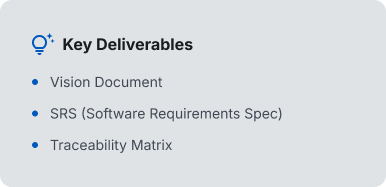 Key Deliverables
Vision Document
SRS (Software Requirements Spec)
Traceability Matrix